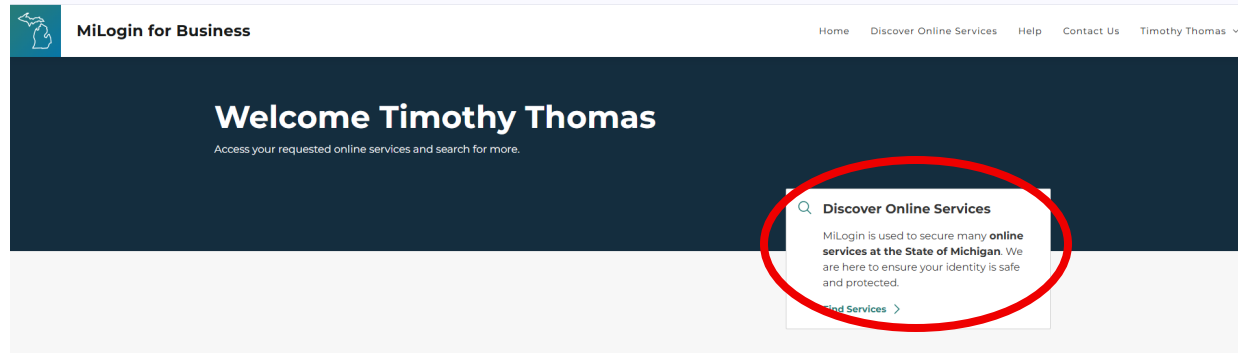 MiLogin for Business
Home Discover Online Services Help Contact Us Timothy Thomas
Welcome Timothy Thomas
Access your requested online services and search for more.
Discover Online Services
MiLogin is used to secure many online
services at the State of Michigan. We
are here to ensure your identity is safe
and protected.
Find Services